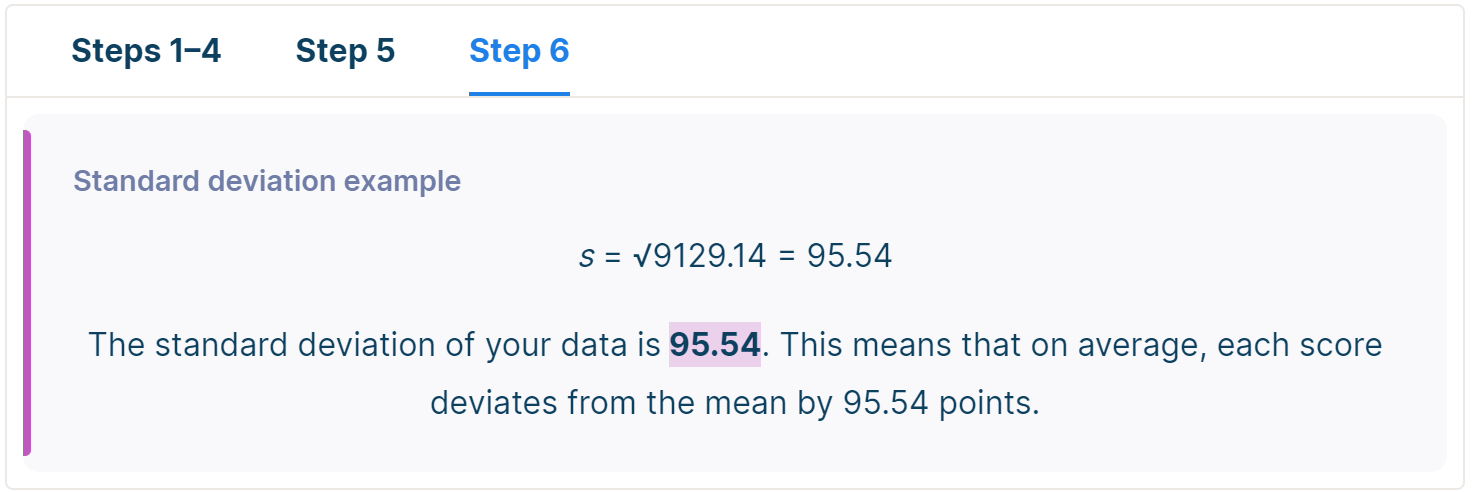 Steps 1–4 Step 5 Step 6
Standard deviation example
s = √9129.14 = 95.54
The standard deviation of your data is 95.54. This means that on average, each score
deviates from the mean by 95.54 points.